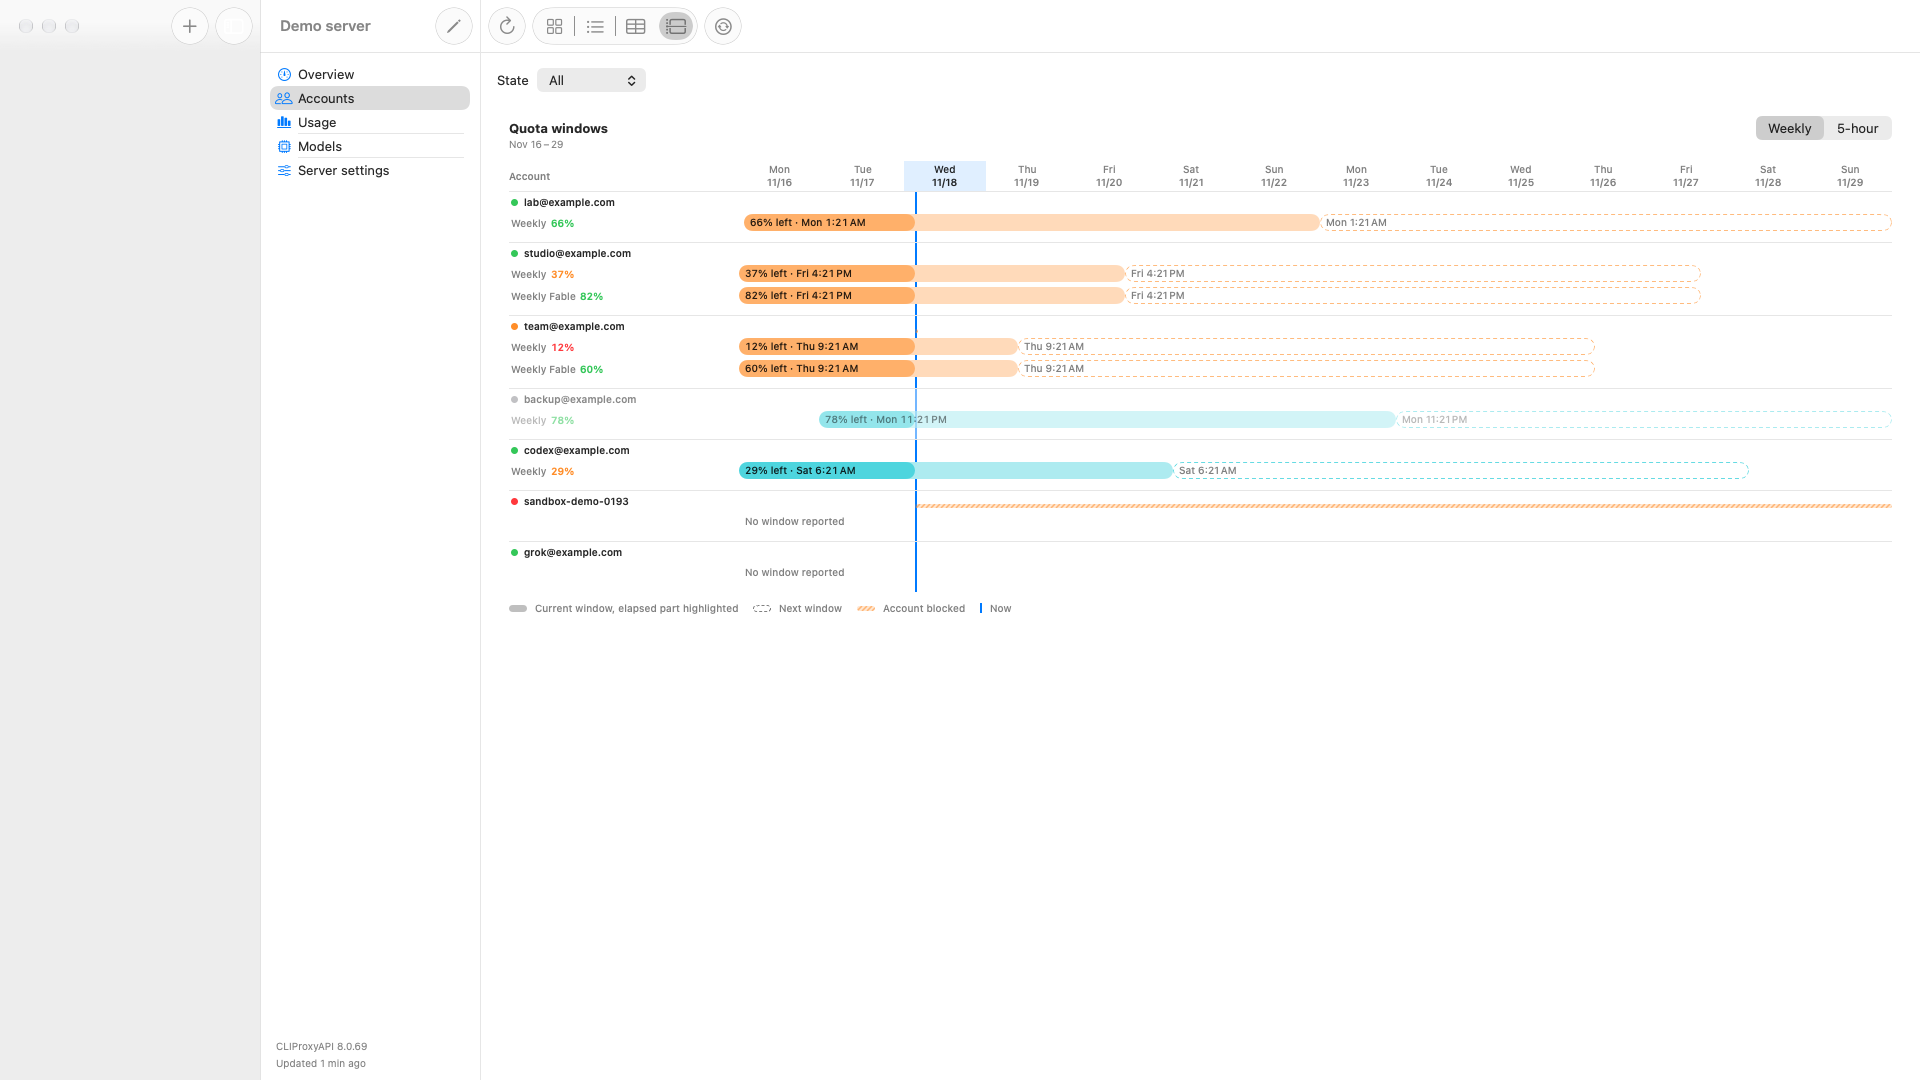 Demo server
Overview
Accounts
Usage
Models
Server settings
CLIProxyAPI 8.0.69
Updated 1 min ago
State All
Quota windows
Nov 16 – 29
Weekly 5-hour
Account
Mon 11/16
Tue 11/17
Wed 11/18
Thu 11/19
Fri 11/20
Sat 11/21
Sun 11/22
Mon 11/23
Tue 11/24
Wed 11/25
Thu 11/26
Fri 11/27
Sat 11/28
Sun 11/29
lab@example.com
Weekly 66% 66% left · Mon 1:21 AM Mon 1:21 AM
studio@example.com
Weekly 37% 37% left · Fri 4:21 PM Fri 4:21 PM
Weekly Fable 82% 82% left · Fri 4:21 PM Fri 4:21 PM
team@example.com
Weekly 12% 12% left · Thu 9:21 AM Thu 9:21 AM
Weekly Fable 60% 60% left · Thu 9:21 AM Thu 9:21 AM
backup@example.com
Weekly 78% 78% left · Mon 11:21 PM Mon 11:21 PM
codex@example.com
Weekly 29% 29% left · Sat 6:21 AM Sat 6:21 AM
sandbox-demo-0193
No window reported
grok@example.com
No window reported
Current window, elapsed part highlighted Next window Account blocked Now